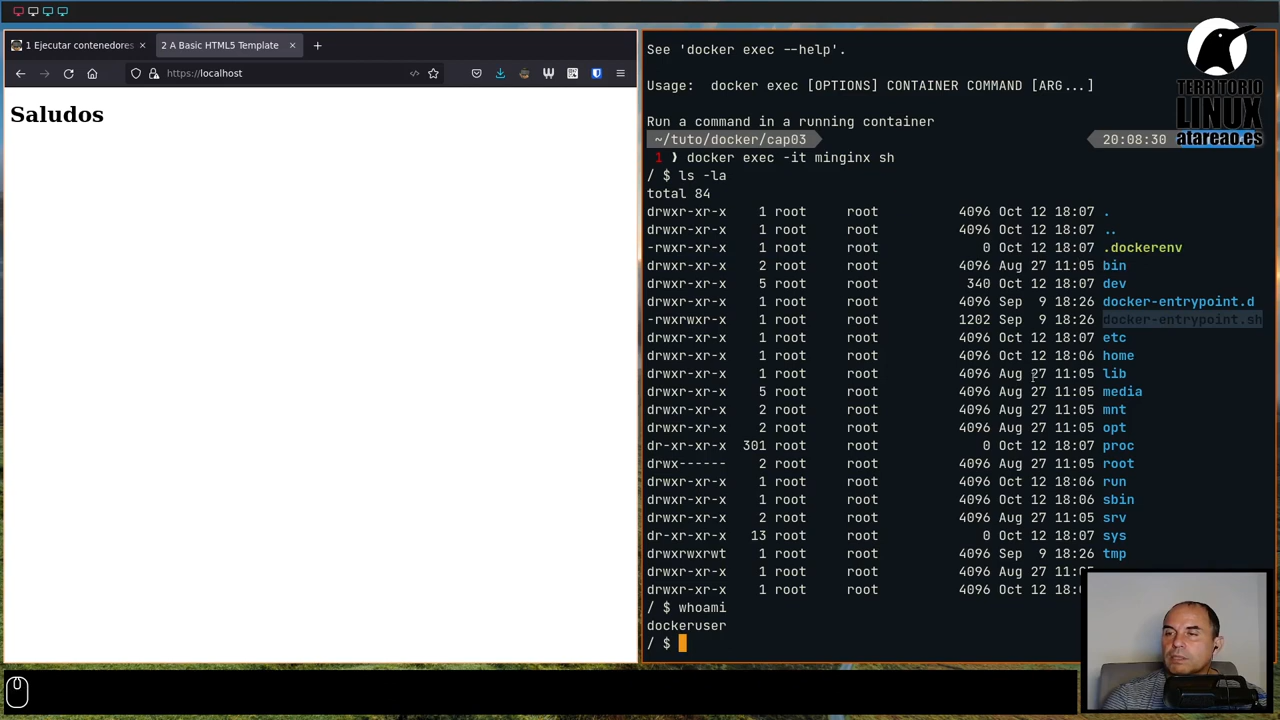 1 Ejecutar contenedores
2 A Basic HTML5 Template
https://localhost
Saludos
TERRITORIO
LINUX
atareao.es
See 'docker exec --help'.
Usage:  docker exec [OPTIONS] CONTAINER COMMAND [ARG...]
Run a command in a running container
~/tuto/docker/cap03
20:08:30
1 ❯ docker exec -it minginx sh
/ $ ls -la
total 84
drwxr-xr-x    1 root     root          4096 Oct 12 18:07 .
drwxr-xr-x    1 root     root          4096 Oct 12 18:07 ..
-rwxr-xr-x    1 root     root             0 Oct 12 18:07 .dockerenv
drwxr-xr-x    2 root     root          4096 Aug 27 11:05 bin
drwxr-xr-x    5 root     root           340 Oct 12 18:07 dev
drwxr-xr-x    1 root     root          4096 Sep  9 18:26 docker-entrypoint.d
-rwxrwxr-x    1 root     root          1202 Sep  9 18:26 docker-entrypoint.sh
drwxr-xr-x    1 root     root          4096 Oct 12 18:07 etc
drwxr-xr-x    1 root     root          4096 Oct 12 18:06 home
drwxr-xr-x    1 root     root          4096 Aug 27 11:05 lib
drwxr-xr-x    5 root     root          4096 Aug 27 11:05 media
drwxr-xr-x    2 root     root          4096 Aug 27 11:05 mnt
drwxr-xr-x    2 root     root          4096 Aug 27 11:05 opt
dr-xr-xr-x  301 root     root             0 Oct 12 18:07 proc
drwx------    2 root     root          4096 Aug 27 11:05 root
drwxr-xr-x    1 root     root          4096 Oct 12 18:06 run
drwxr-xr-x    1 root     root          4096 Oct 12 18:06 sbin
drwxr-xr-x    2 root     root          4096 Aug 27 11:05 srv
dr-xr-xr-x   13 root     root             0 Oct 12 18:07 sys
drwxrwxrwt    1 root     root          4096 Sep  9 18:26 tmp
drwxr-xr-x    1 root     root          4096 Aug 27 11:
drwxr-xr-x    1 root     root          4096 Oct 12 18:
/ $ whoami
dockeruser
/ $